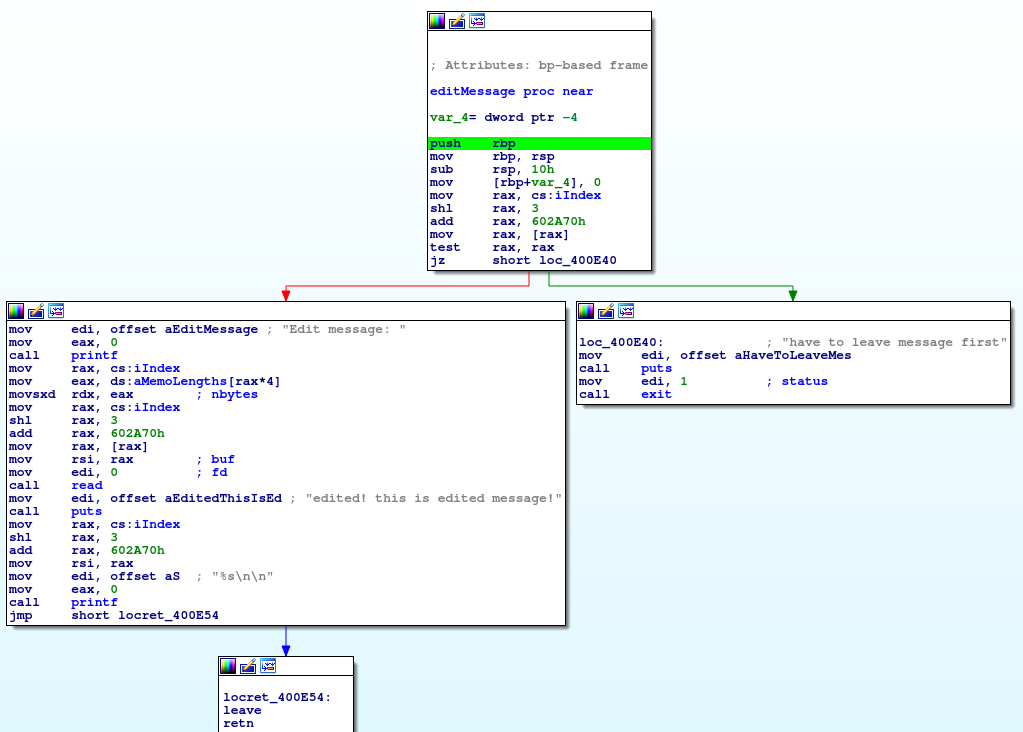 ; Attributes: bp-based frame
editMessage proc near
var_4= dword ptr -4
push rbp
mov rbp, rsp
sub rsp, 10h
mov [rbp+var_4], 0
mov rax, cs:iIndex
shl rax, 3
add rax, 602A70h
mov rax, [rax]
test rax, rax
jz short loc_400E40
mov edi, offset aEditMessage ; "Edit message: "
mov eax, 0
call printf
mov rax, cs:iIndex
mov eax, ds:aMemoLengths[rax*4]
movsxd rdx, eax ; nbytes
mov rax, cs:iIndex
shl rax, 3
add rax, 602A70h
mov rax, [rax]
mov rsi, rax ; buf
mov edi, 0 ; fd
call read
mov edi, offset aEditedThisIsEd ; "edited! this is edited message!"
call puts
mov rax, cs:iIndex
shl rax, 3
add rax, 602A70h
mov rsi, rax
mov edi, offset aS ; "%s\n\n"
mov eax, 0
call printf
jmp short locret_400E54
loc_400E40: ; "have to leave message first"
mov edi, offset aHaveToLeaveMes
call puts
mov edi, 1 ; status
call exit
locret_400E54:
leave
retn